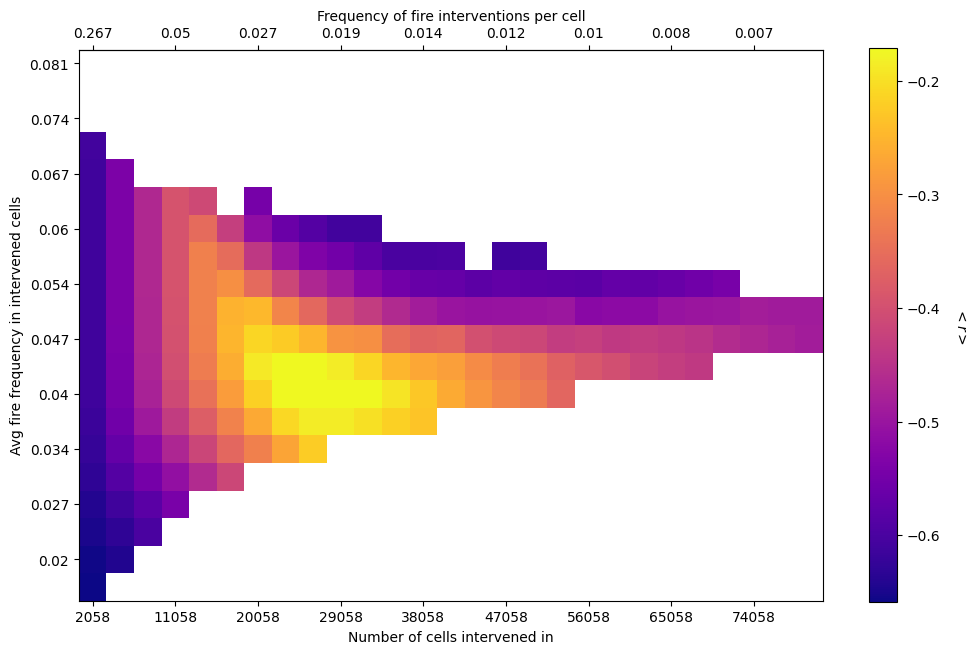 Frequency of fire interventions per cell
0.267 0.05 0.027 0.019 0.014 0.012 0.01 0.008 0.007
0.081
0.074
0.067
0.06
0.054
0.047
0.04
0.034
0.027
0.02
Avg fire frequency in intervened cells
2058 11058 20058 29058 38058 47058 56058 65058 74058
Number of cells intervened in
−0.2
−0.3
−0.4
−0.5
−0.6
< r >